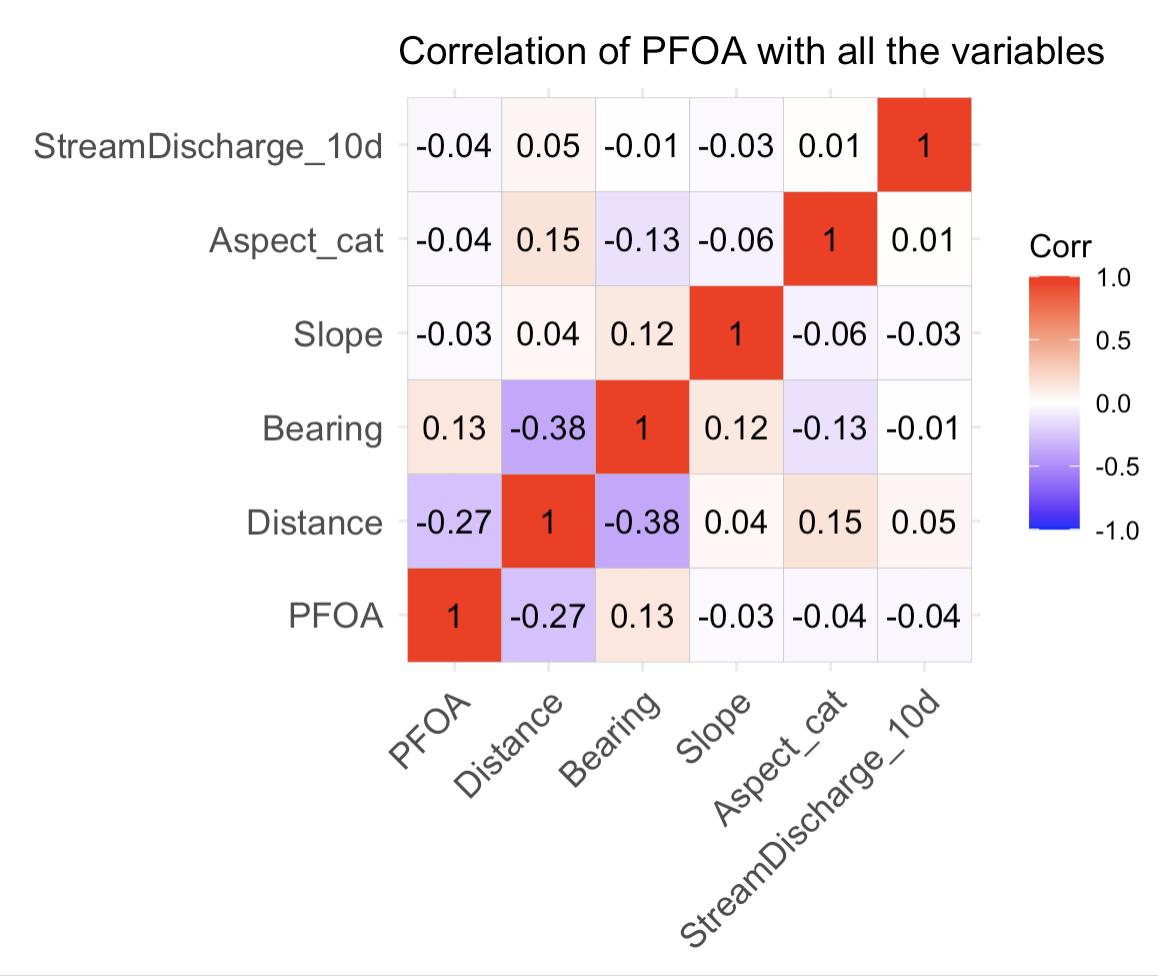 Correlation of PFOA with all the variables
StreamDischarge_10d -0.04 0.05 -0.01 -0.03 0.01 1
Aspect_cat -0.04 0.15 -0.13 -0.06 1 0.01
Slope -0.03 0.04 0.12 1 -0.06 -0.03
Bearing 0.13 -0.38 1 0.12 -0.13 -0.01
Distance -0.27 1 -0.38 0.04 0.15 0.05
PFOA 1 -0.27 0.13 -0.03 -0.04 -0.04
PFOA
Distance
Bearing
Slope
Aspect_cat
StreamDischarge_10d
Corr
1.0
0.5
0.0
-0.5
-1.0